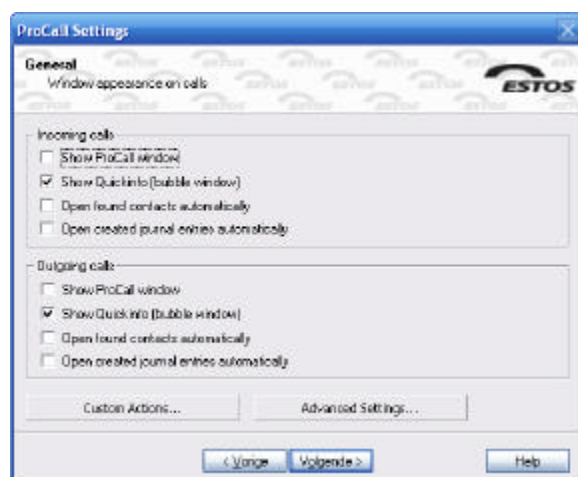 ProCall Settings
General
Window appearance on calls
ESTOS
Incoming calls
Show ProCall window
Show Quickinfo (bubble window)
Open found contacts automatically
Open created journal entries automatically
Outgoing calls
Show ProCall window
Show Quickinfo (bubble window)
Open found contacts automatically
Open created journal entries automatically
Custom Actions...
Advanced Settings...
< Vorige
Volgende >
Help